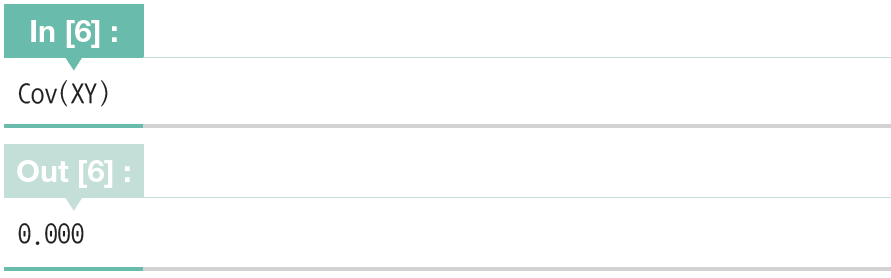 In [6] :
Cov(XY)
Out [6] :
0.000